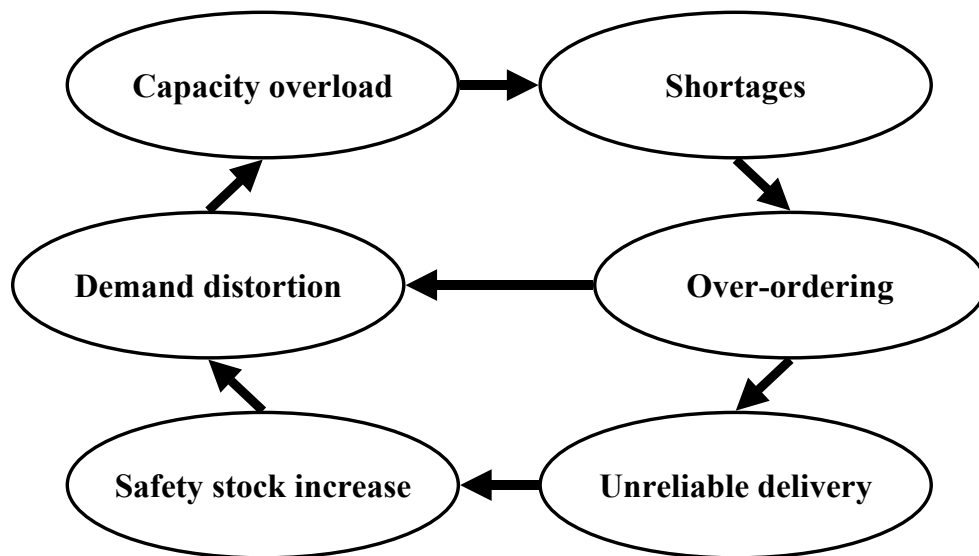 Capacity overload
Shortages
Demand distortion
Over-ordering
Safety stock increase
Unreliable delivery